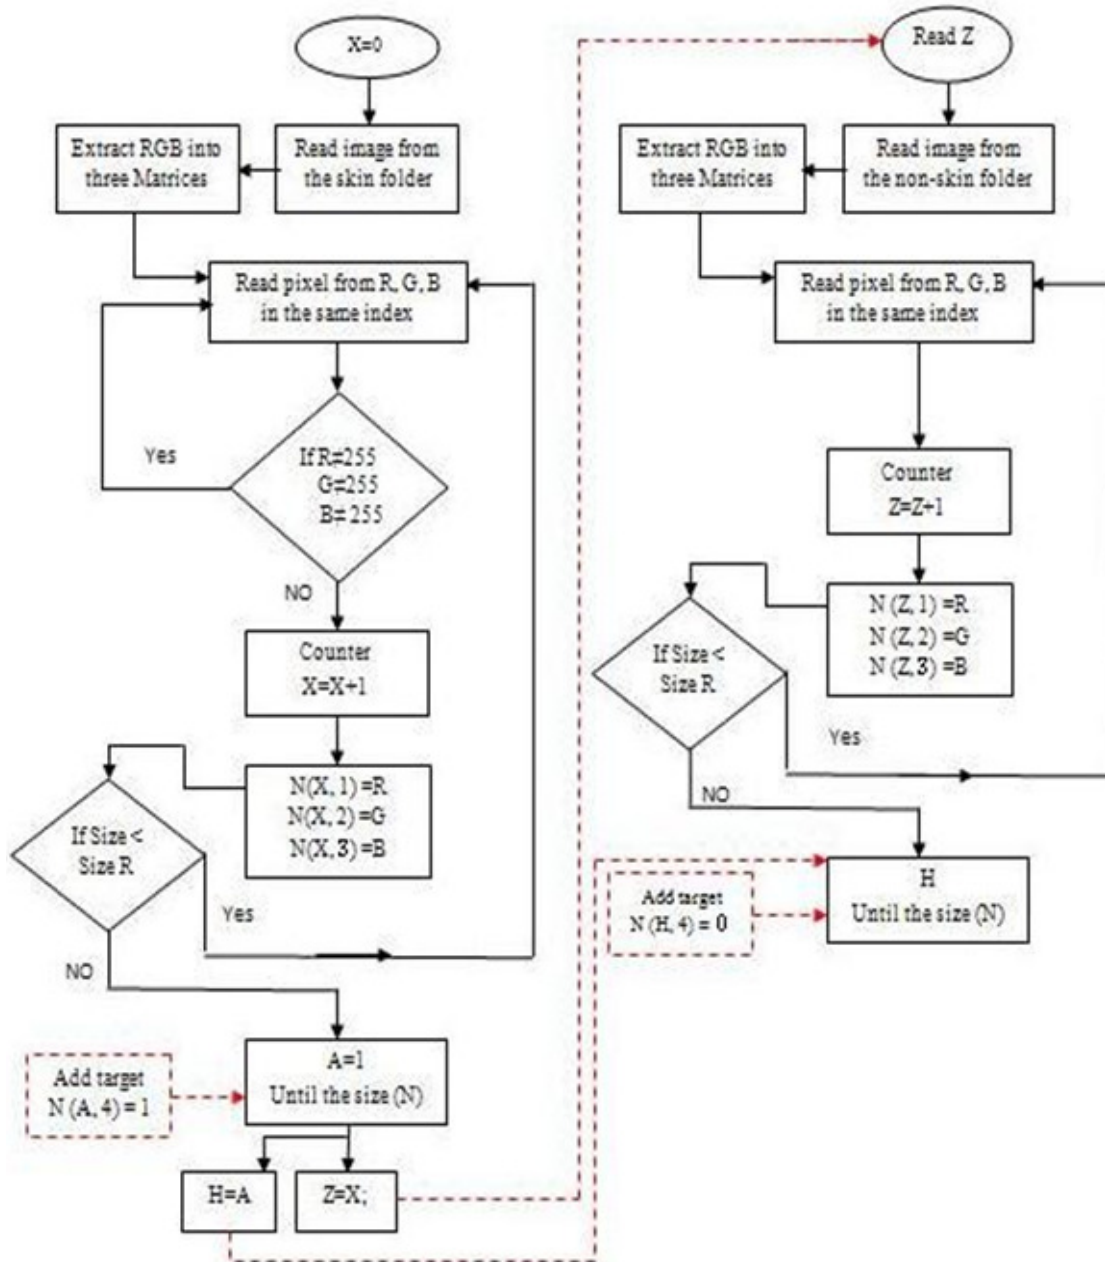 X=0
Read image from
the skin folder
Extract RGB into
three Matrices
Read pixel from R, G, B
in the same index
If R≠255
G≠255
B≠255
Yes
NO
Counter
X=X+1
N(X, 1) =R
N(X, 2) =G
N(X, 3) =B
If Size <
Size R
Yes
NO
A=1
Until the size (N)
Add target
N (A, 4) = 1
H=A
Z=X;
Read Z
Read image from
the non-skin folder
Extract RGB into
three Matrices
Read pixel from R, G, B
in the same index
Counter
Z=Z+1
N (Z, 1) =R
N (Z, 2) =G
N (Z, 3) =B
If Size <
Size R
Yes
NO
H
Until the size (N)
Add target
N (H, 4) = 0